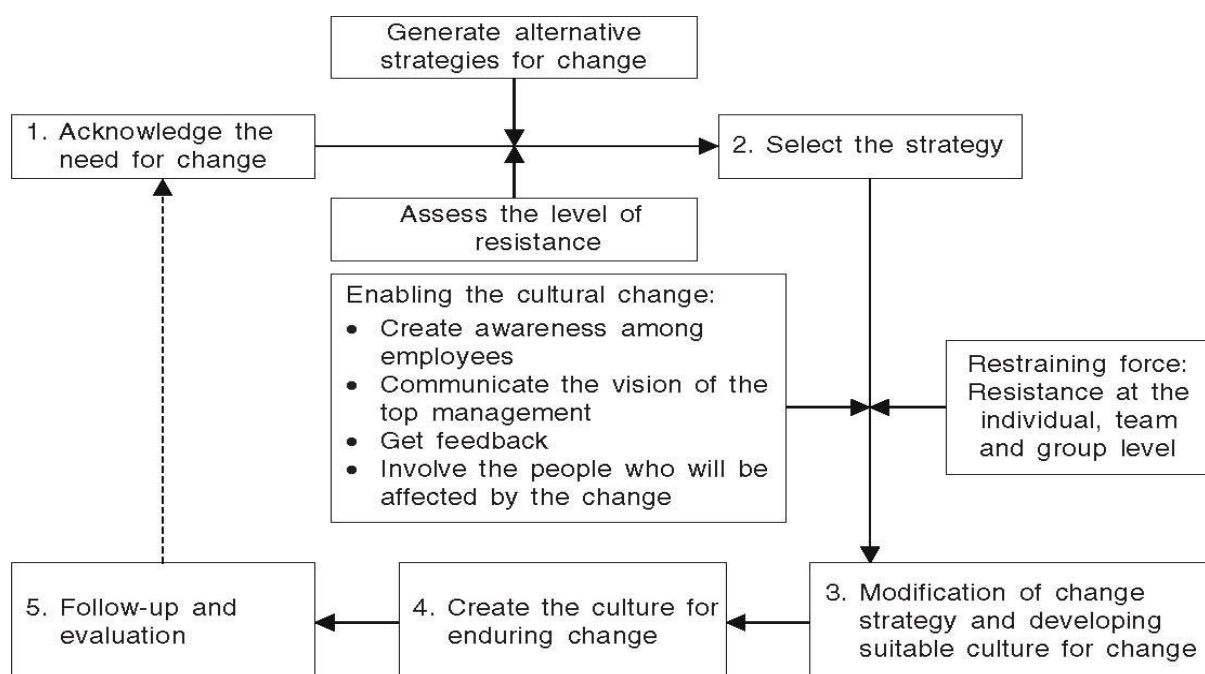 Generate alternative
strategies for change
1. Acknowledge the
need for change
2. Select the strategy
Assess the level of
resistance
Enabling the cultural change:
• Create awareness among
employees
• Communicate the vision of the
top management
• Get feedback
• Involve the people who will be
affected by the change
Restraining force:
Resistance at the
individual, team
and group level
5. Follow-up and
evaluation
4. Create the culture for
enduring change
3. Modification of change
strategy and developing
suitable culture for change